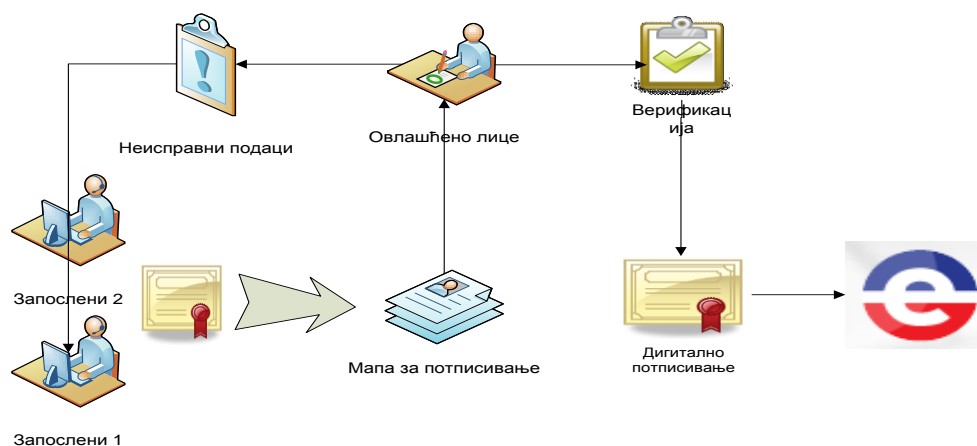 Неисправни подаци
Овлашћено лице
Верификац
ија
Запослени 2
Мапа за потписивање
Дигитално
потписивање
Запослени 1
e